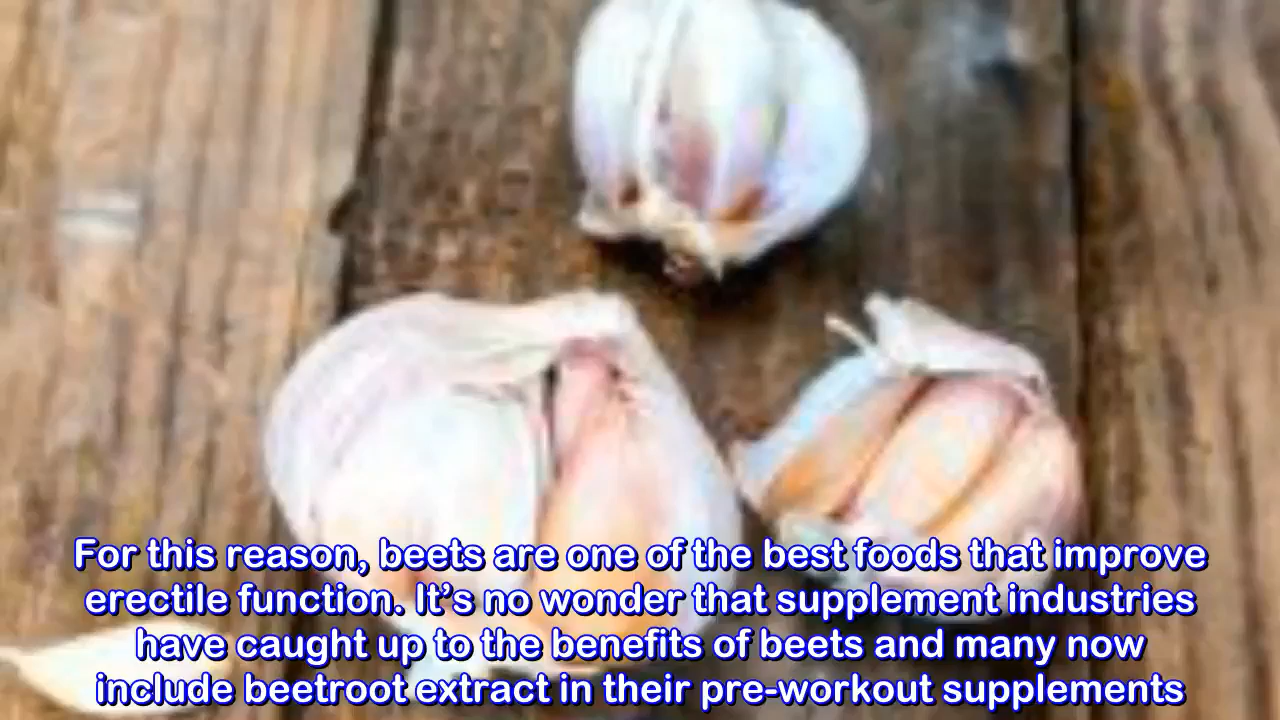 For this reason, beets are one of the best foods that improve
erectile function. It’s no wonder that supplement industries
have caught up to the benefits of beets and many now
include beetroot extract in their pre-workout supplements